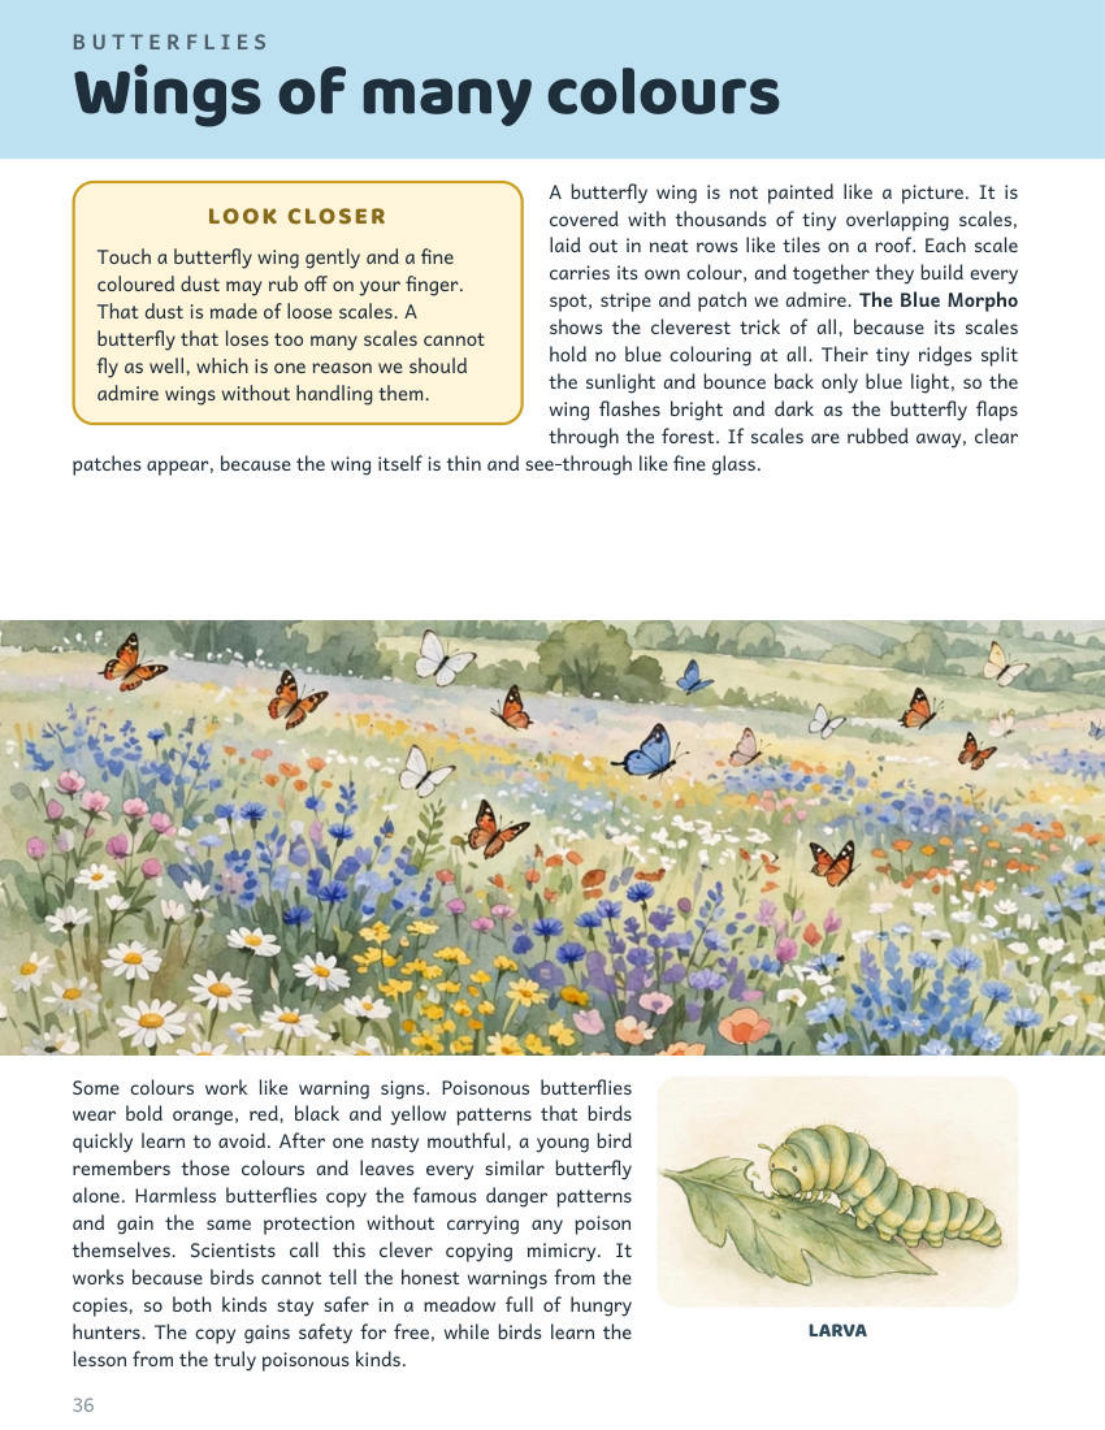 BUTTERFLIES
Wings of many colours
LOOK CLOSER
Touch a butterfly wing gently and a fine
coloured dust may rub off on your finger.
That dust is made of loose scales. A
butterfly that loses too many scales cannot
fly as well, which is one reason we should
admire wings without handling them.
A butterfly wing is not painted like a picture. It is
covered with thousands of tiny overlapping scales,
laid out in neat rows like tiles on a roof. Each scale
carries its own colour, and together they build every
spot, stripe and patch we admire. The Blue Morpho
shows the cleverest trick of all, because its scales
hold no blue colouring at all. Their tiny ridges split
the sunlight and bounce back only blue light, so the
wing flashes bright and dark as the butterfly flaps
through the forest. If scales are rubbed away, clear
patches appear, because the wing itself is thin and see-through like fine glass.
Some colours work like warning signs. Poisonous butterflies
wear bold orange, red, black and yellow patterns that birds
quickly learn to avoid. After one nasty mouthful, a young bird
remembers those colours and leaves every similar butterfly
alone. Harmless butterflies copy the famous danger patterns
and gain the same protection without carrying any poison
themselves. Scientists call this clever copying mimicry. It
works because birds cannot tell the honest warnings from the
copies, so both kinds stay safer in a meadow full of hungry
hunters. The copy gains safety for free, while birds learn the
lesson from the truly poisonous kinds.
LARVA
36